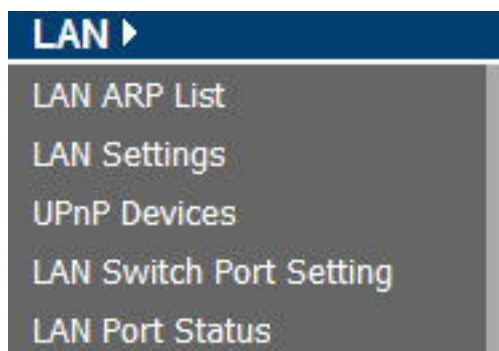 LAN
LAN ARP List
LAN Settings
UPnP Devices
LAN Switch Port Setting
LAN Port Status